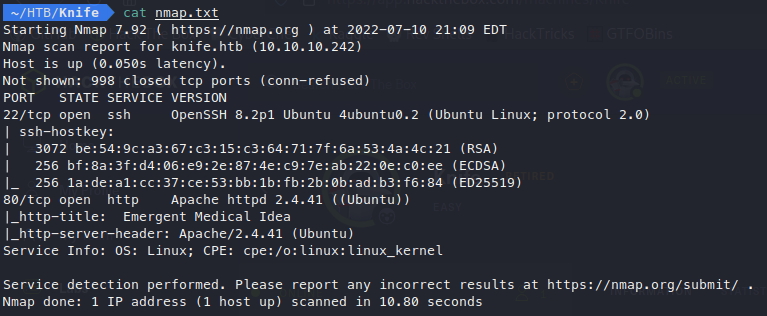 ~/HTB/Knife cat nmap.txt
Starting Nmap 7.92 ( https://nmap.org ) at 2022-07-10 21:09 EDT
Nmap scan report for knife.htb (10.10.10.242)
Host is up (0.050s latency).
Not shown: 998 closed tcp ports (conn-refused)
PORT   STATE SERVICE VERSION
22/tcp open  ssh     OpenSSH 8.2p1 Ubuntu 4ubuntu0.2 (Ubuntu Linux; protocol 2.0)
| ssh-hostkey:
|   3072 be:54:9c:a3:67:c3:15:c3:64:71:7f:6a:53:4a:4c:21 (RSA)
|   256 bf:8a:3f:d4:06:e9:2e:87:4e:c9:7e:ab:22:0e:c0:ee (ECDSA)
|_  256 1a:de:a1:cc:37:ce:53:bb:1b:fb:2b:0b:ad:b3:f6:84 (ED25519)
80/tcp open  http    Apache httpd 2.4.41 ((Ubuntu))
|_http-title:  Emergent Medical Idea
|_http-server-header: Apache/2.4.41 (Ubuntu)
Service Info: OS: Linux; CPE: cpe:/o:linux:linux_kernel
Service detection performed. Please report any incorrect results at https://nmap.org/submit/ .
Nmap done: 1 IP address (1 host up) scanned in 10.80 seconds
HackTricks
GTFOBins